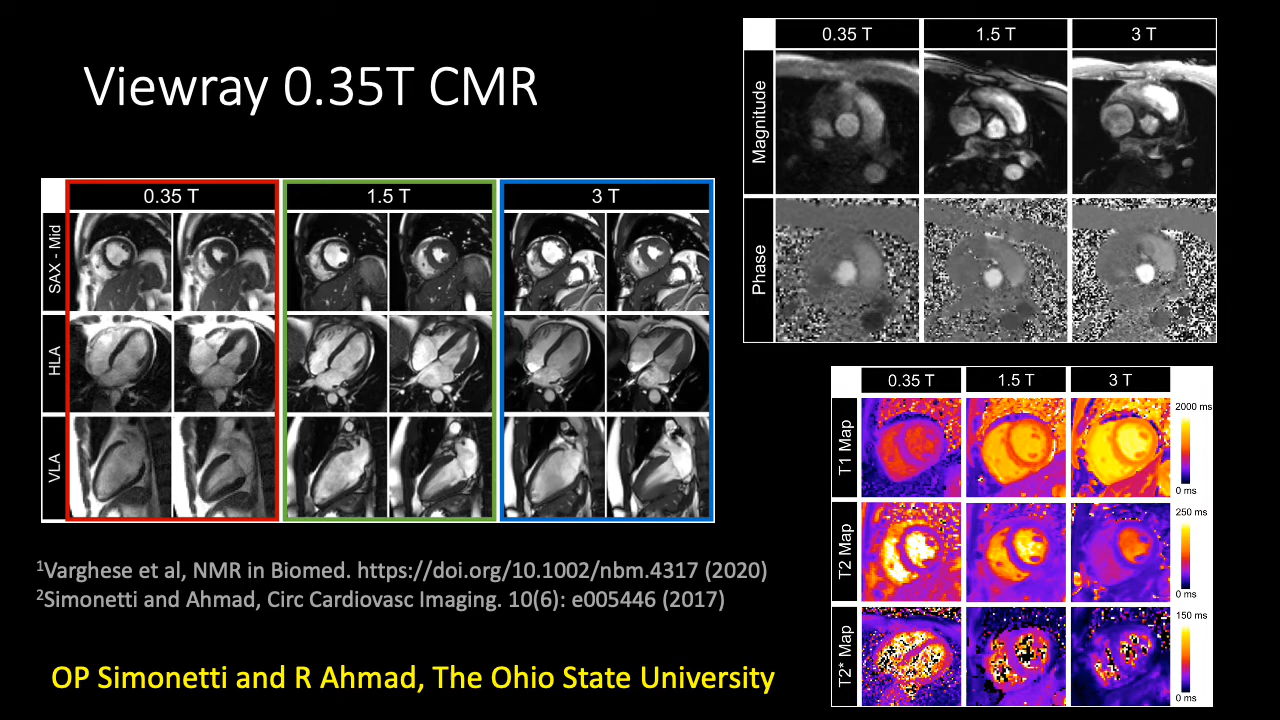 Viewray 0.35T CMR
0.35 T 1.5 T 3 T
SAX - Mid
HLA
VLA
0.35 T 1.5 T 3 T
Magnitude
Phase
0.35 T 1.5 T 3 T
T1 Map
2000 ms
0 ms
T2 Map
250 ms
0 ms
T2* Map
150 ms
0 ms
¹Varghese et al, NMR in Biomed. https://doi.org/10.1002/nbm.4317 (2020)
²Simonetti and Ahmad, Circ Cardiovasc Imaging. 10(6): e005446 (2017)
OP Simonetti and R Ahmad, The Ohio State University